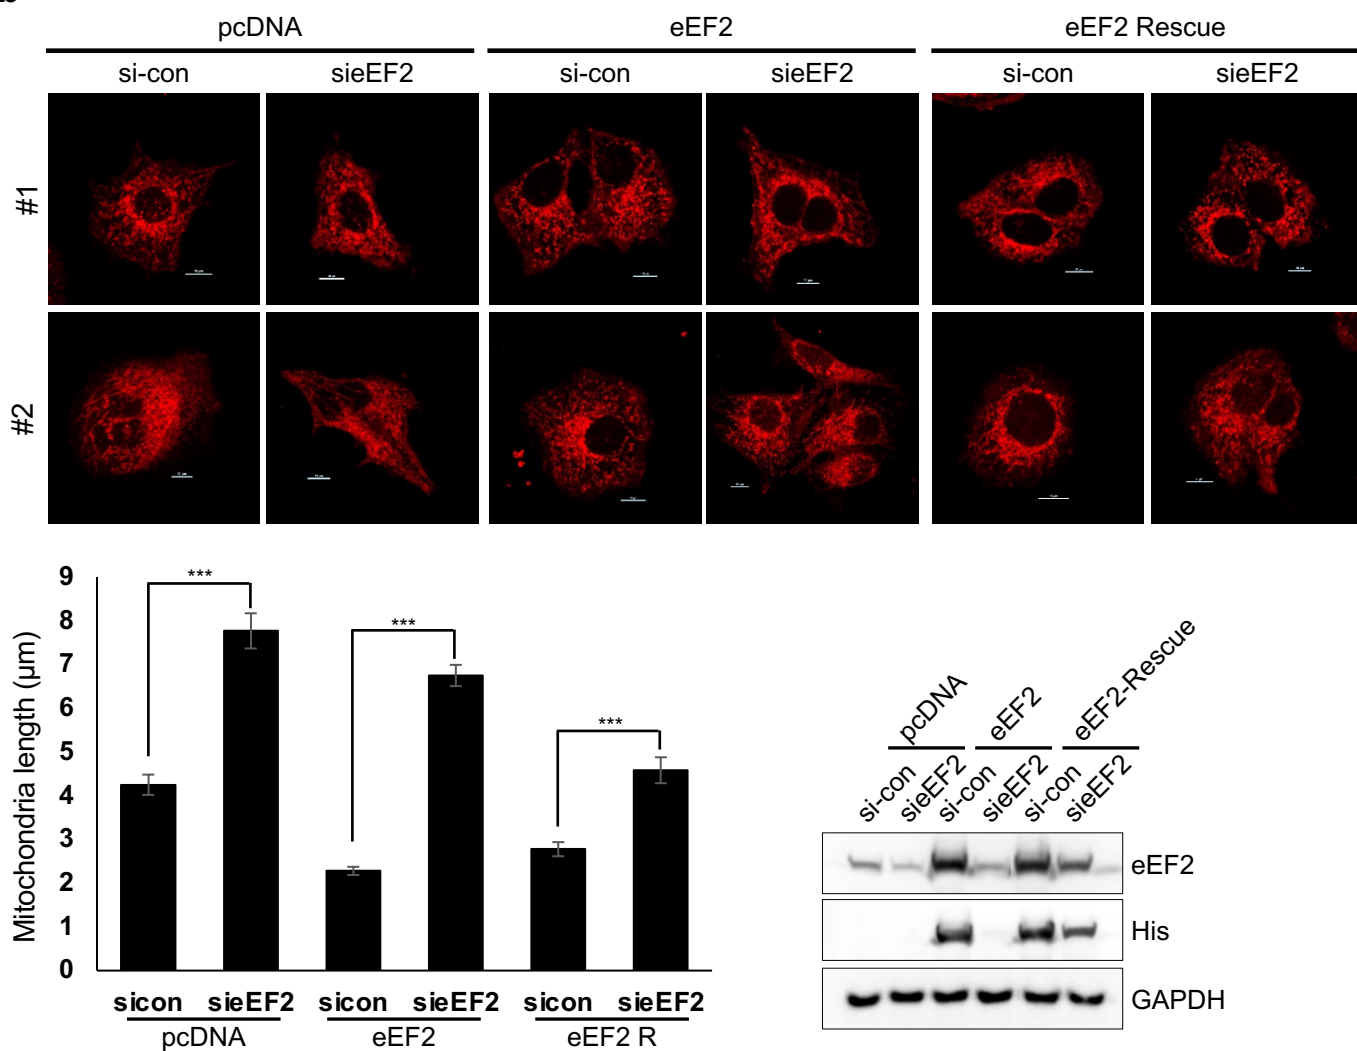 pcDNA eEF2 eEF2 Rescue
si-con sieEF2 si-con sieEF2 si-con sieEF2
#1
#2
Mitochondria length (μm)
9
8
7
6
5
4
3
2
1
0
***
***
***
sicon sieEF2 sicon sieEF2 sicon sieEF2
pcDNA eEF2 eEF2 R
pcDNA eEF2 eEF2-Rescue
si-con sieEF2 si-con sieEF2 si-con sieEF2
eEF2
His
GAPDH